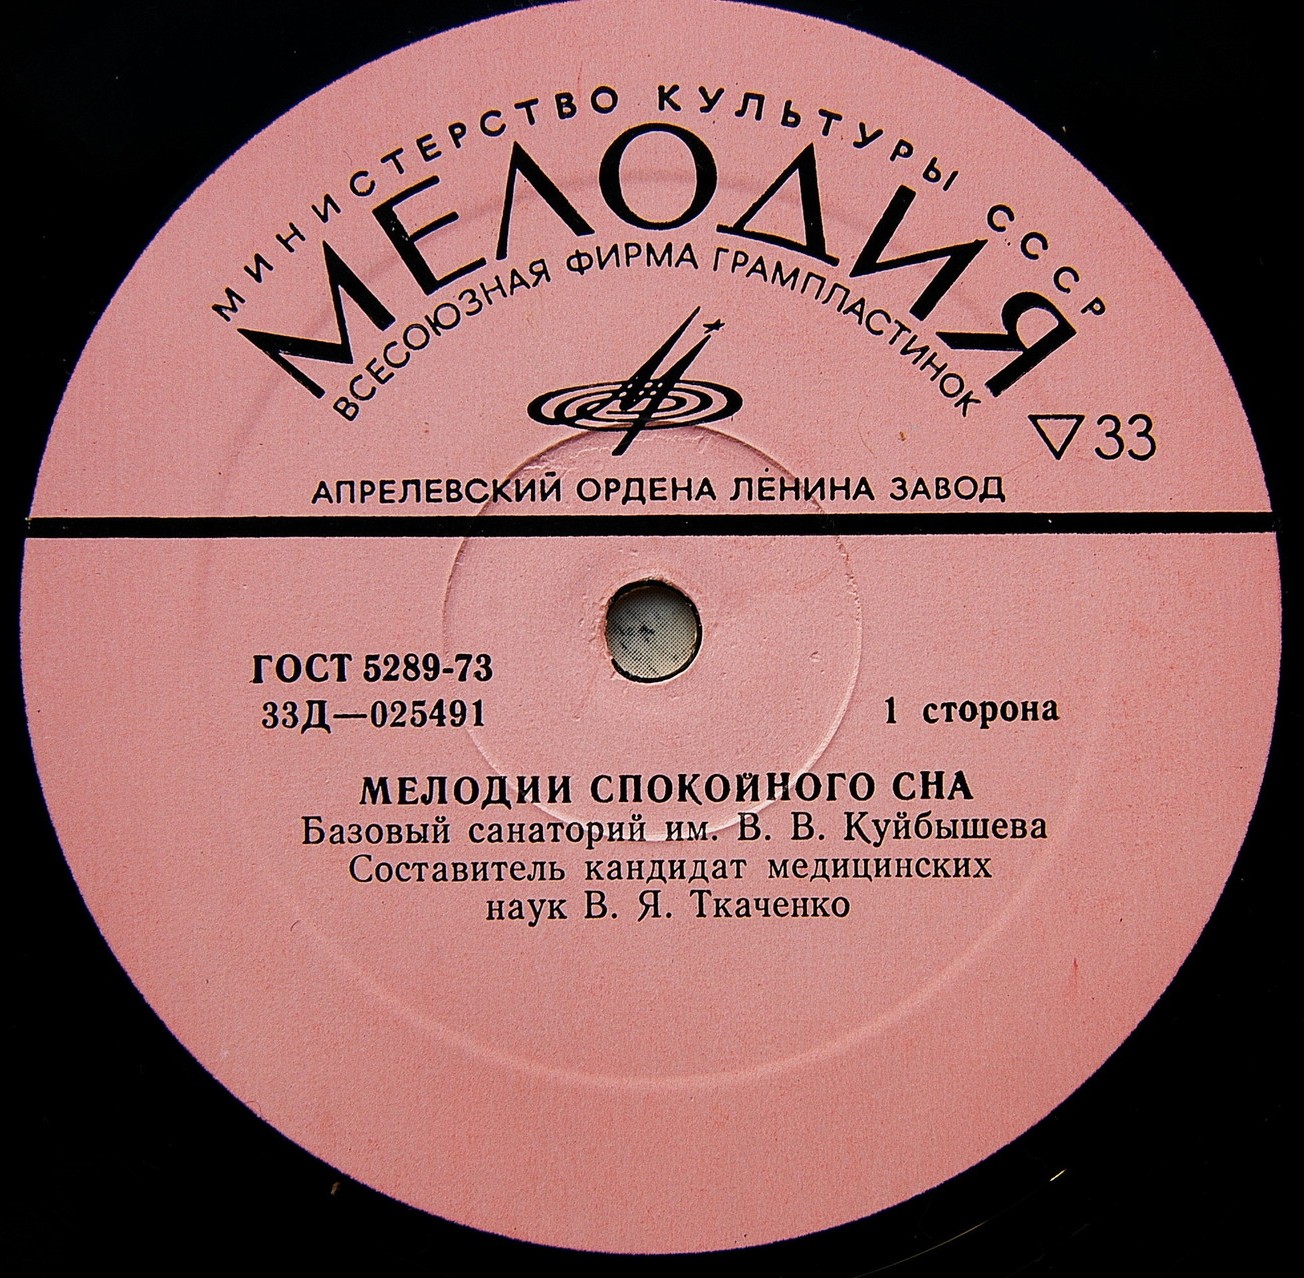 МИНИСТЕРСТВО КУЛЬТУРЫ СССР
МЕЛОДИЯ
ВСЕСОЮЗНАЯ ФИРМА ГРАМПЛАСТИНОК
33
АПРЕЛЕВСКИЙ ОРДЕНА ЛЕНИНА ЗАВОД
ГОСТ 5289-73
33Д—025491
1 сторона
МЕЛОДИИ СПОКОЙНОГО СНА
Базовый санаторий им. В. В. Куйбышева
Составитель кандидат медицинских
наук В. Я. Ткаченко